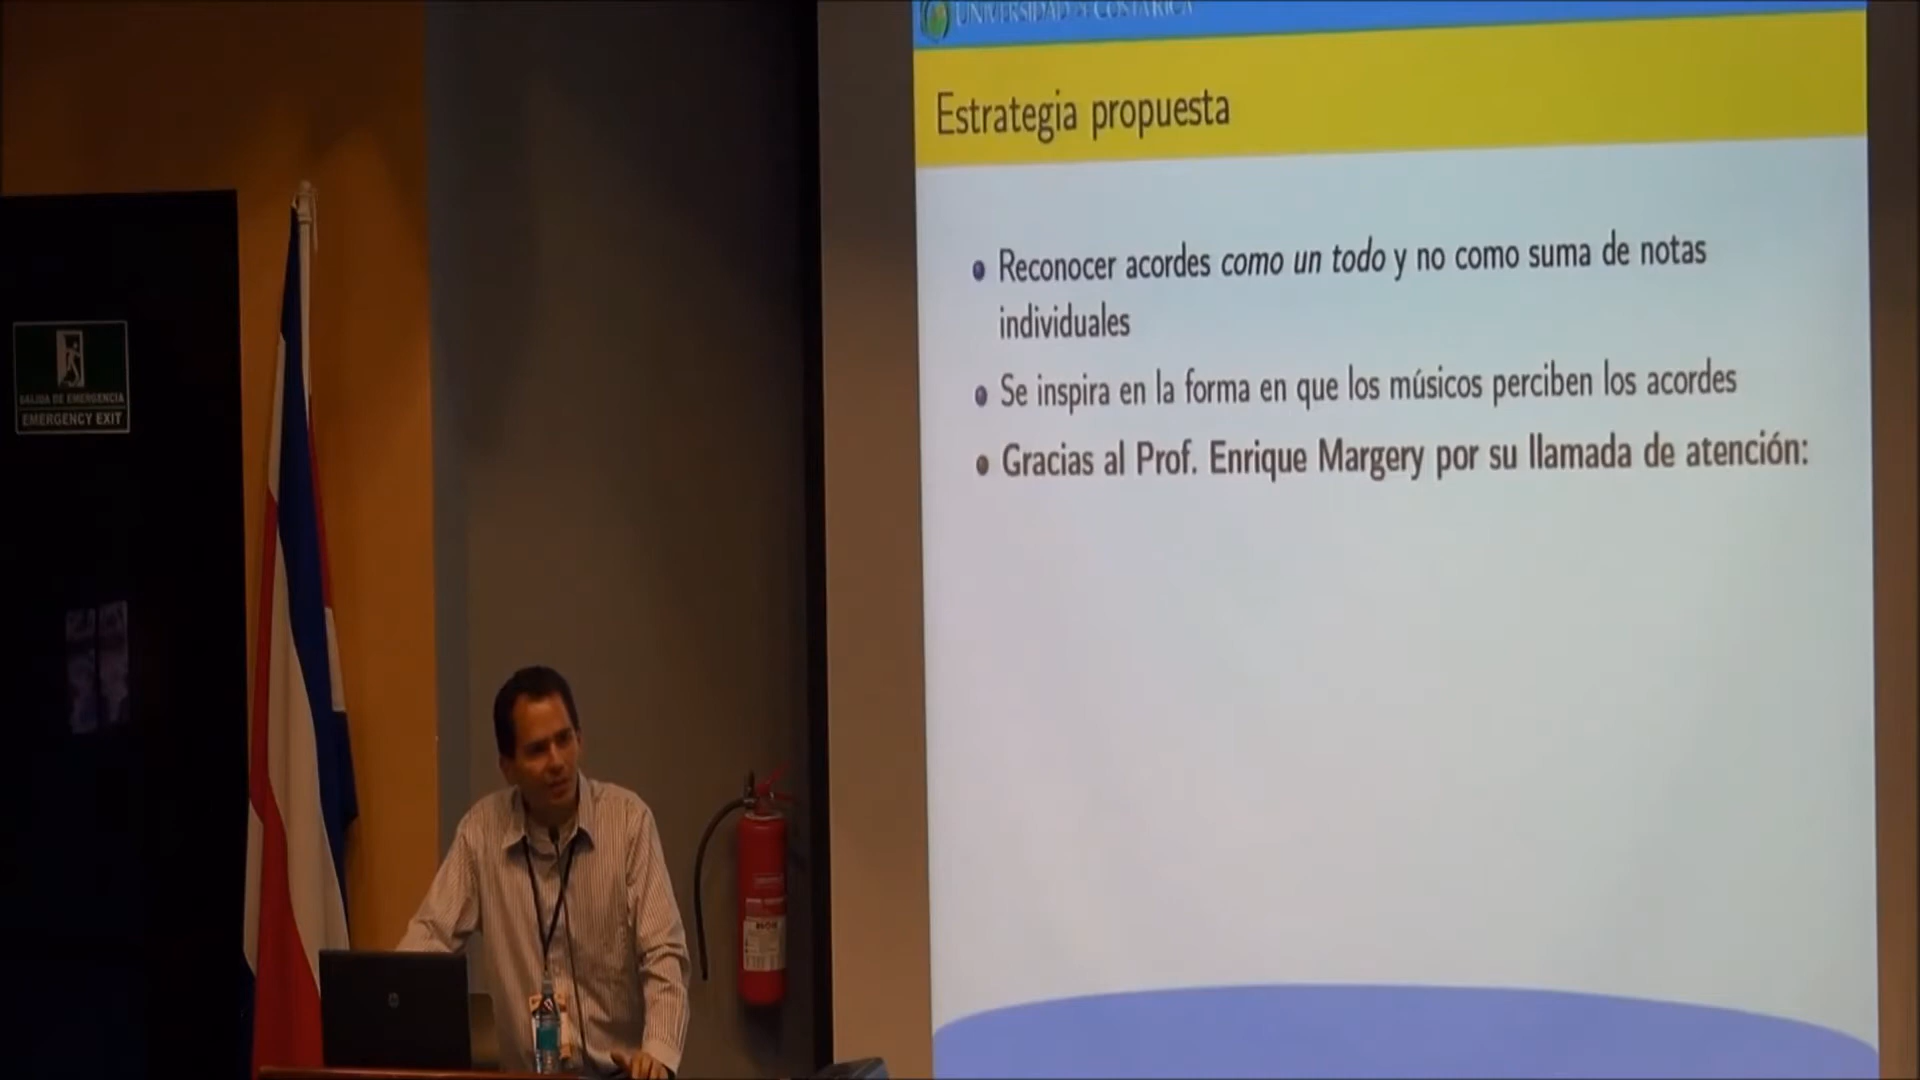 UNIVERSIDAD DE COSTA RICA
Estrategia propuesta
Reconocer acordes como un todo y no como suma de notas
individuales
Se inspira en la forma en que los músicos perciben los acordes
Gracias al Prof. Enrique Margery por su llamada de atención:
SALIDA DE EMERGENCIA
EMERGENCY EXIT
hp